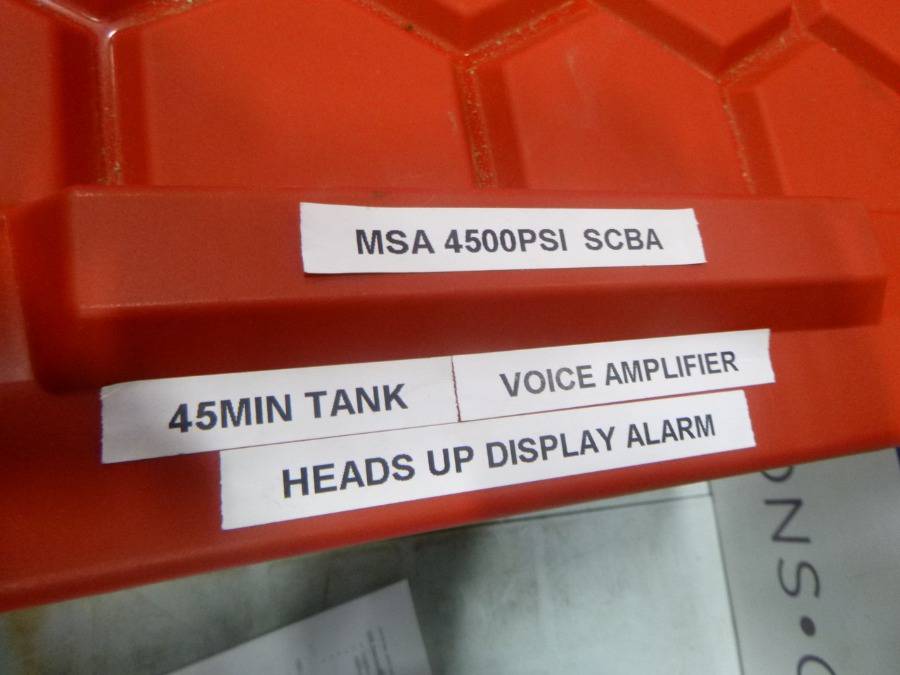 MSA 4500PSI SCBA
45MIN TANK
VOICE AMPLIFIER
HEADS UP DISPLAY ALARM